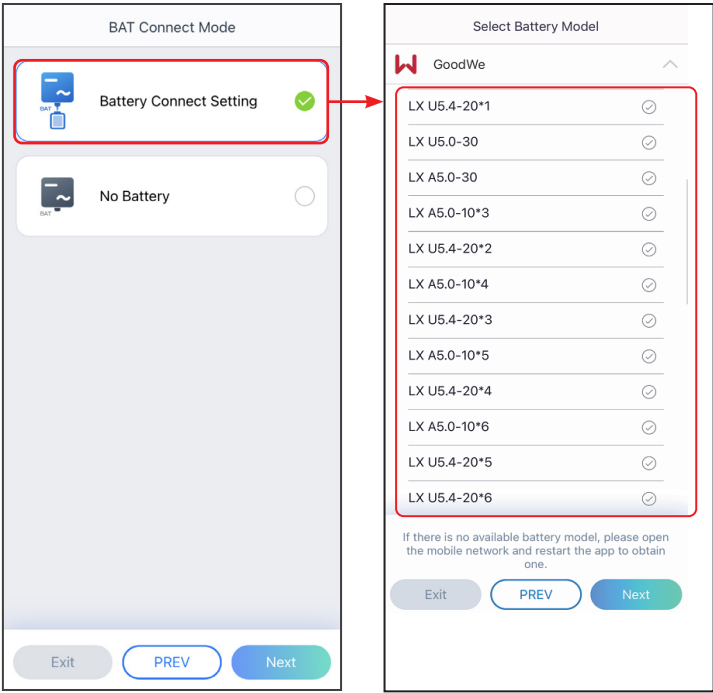 BAT Connect Mode
BAT
Battery Connect Setting
BAT
No Battery
Exit
PREV
Next
Select Battery Model
GoodWe
LX U5.4-20*1
LX U5.0-30
LX A5.0-30
LX A5.0-10*3
LX U5.4-20*2
LX A5.0-10*4
LX U5.4-20*3
LX A5.0-10*5
LX U5.4-20*4
LX A5.0-10*6
LX U5.4-20*5
LX U5.4-20*6
If there is no available battery model, please open
the mobile network and restart the app to obtain
one.
Exit
PREV
Next